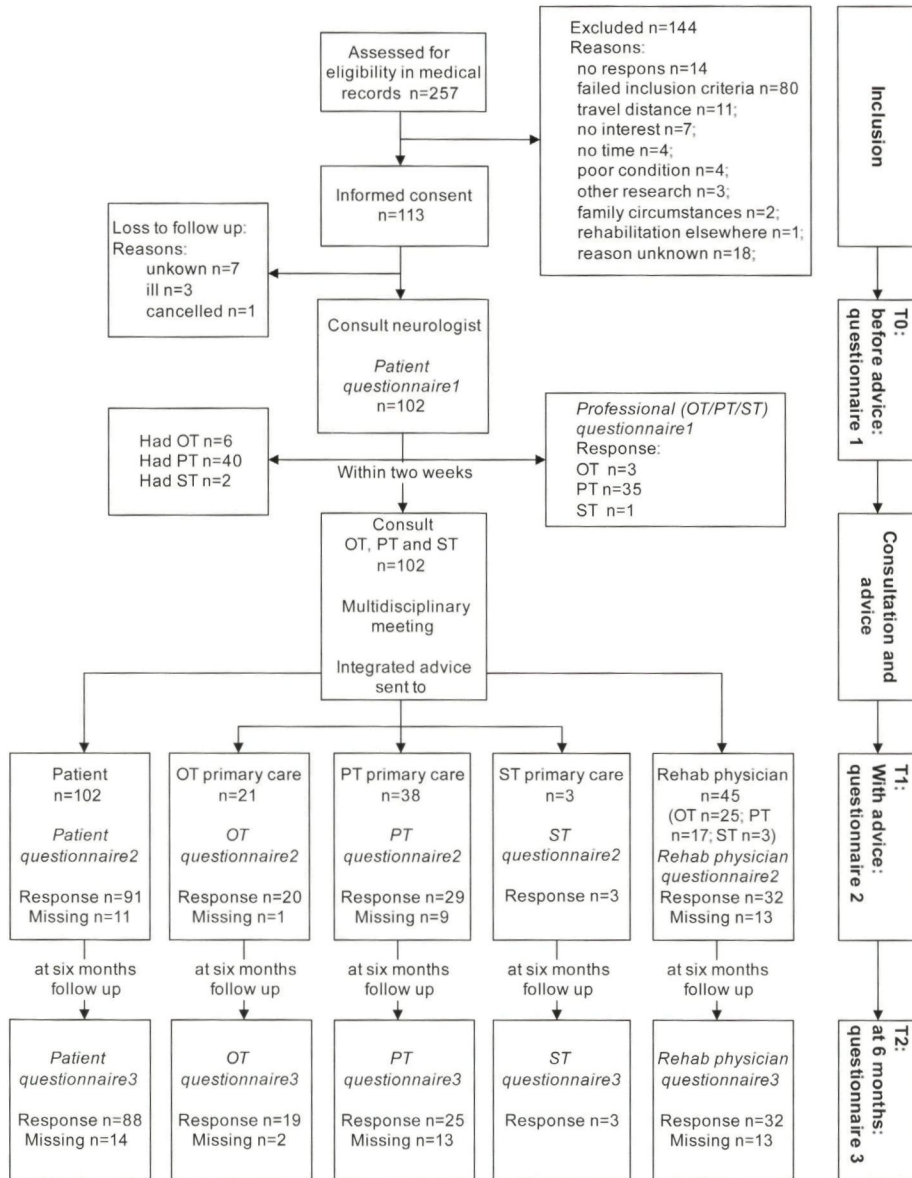 Assessed for
eligibility in medical
records n=257
Excluded n=144
Reasons:
no respons n=14
failed inclusion criteria n=80
travel distance n=11;
no interest n=7;
no time n=4;
poor condition n=4;
other research n=3;
family circumstances n=2;
rehabilitation elsewhere n=1;
reason unknown n=18;
Inclusion
Informed consent
n=113
Loss to follow up:
Reasons:
unkown n=7
ill n=3
cancelled n=1
Consult neurologist
Patient
questionnaire1
n=102
T0:
before advice:
questionnaire 1
Had OT n=6
Had PT n=40
Had ST n=2
Within two weeks
Professional (OT/PT/ST)
questionnaire1
Response:
OT n=3
PT n=35
ST n=1
Consult
OT, PT and ST
n=102
Multidisciplinary
meeting
Integrated advice
sent to
Consultation and
advice
Patient
n=102
Patient
questionnaire2
Response n=91
Missing n=11
OT primary care
n=21
OT
questionnaire2
Response n=20
Missing n=1
PT primary care
n=38
PT
questionnaire2
Response n=29
Missing n=9
ST primary care
n=3
ST
questionnaire2
Response n=3
Rehab physician
n=45
(OT n=25; PT
n=17; ST n=3)
Rehab physician
questionnaire2
Response n=32
Missing n=13
T1:
With advice:
questionnaire 2
at six months
follow up
at six months
follow up
at six months
follow up
at six months
follow up
at six months
follow up
Patient
questionnaire3
Response n=88
Missing n=14
OT
questionnaire3
Response n=19
Missing n=2
PT
questionnaire3
Response n=25
Missing n=13
ST
questionnaire3
Response n=3
Rehab physician
questionnaire3
Response n=32
Missing n=13
T2:
at 6 months:
questionnaire 3